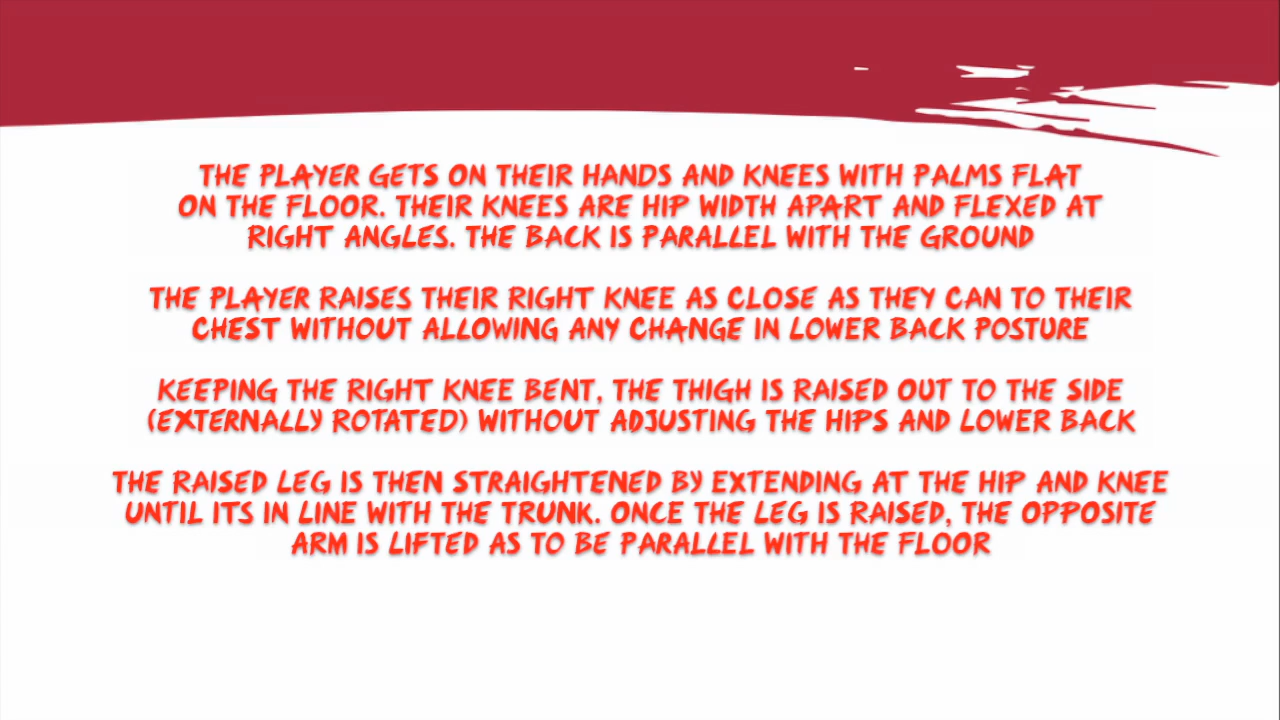 THE PLAYER GETS ON THEIR HANDS AND KNEES WITH PALMS FLAT
ON THE FLOOR. THEIR KNEES ARE HIP WIDTH APART AND FLEXED AT
RIGHT ANGLES. THE BACK IS PARALLEL WITH THE GROUND
THE PLAYER RAISES THEIR RIGHT KNEE AS CLOSE AS THEY CAN TO THEIR
CHEST WITHOUT ALLOWING ANY CHANGE IN LOWER BACK POSTURE
KEEPING THE RIGHT KNEE BENT, THE THIGH IS RAISED OUT TO THE SIDE
(EXTERNALLY ROTATED) WITHOUT ADJUSTING THE HIPS AND LOWER BACK
THE RAISED LEG IS THEN STRAIGHTENED BY EXTENDING AT THE HIP AND KNEE
UNTIL ITS IN LINE WITH THE TRUNK. ONCE THE LEG IS RAISED, THE OPPOSITE
ARM IS LIFTED AS TO BE PARALLEL WITH THE FLOOR